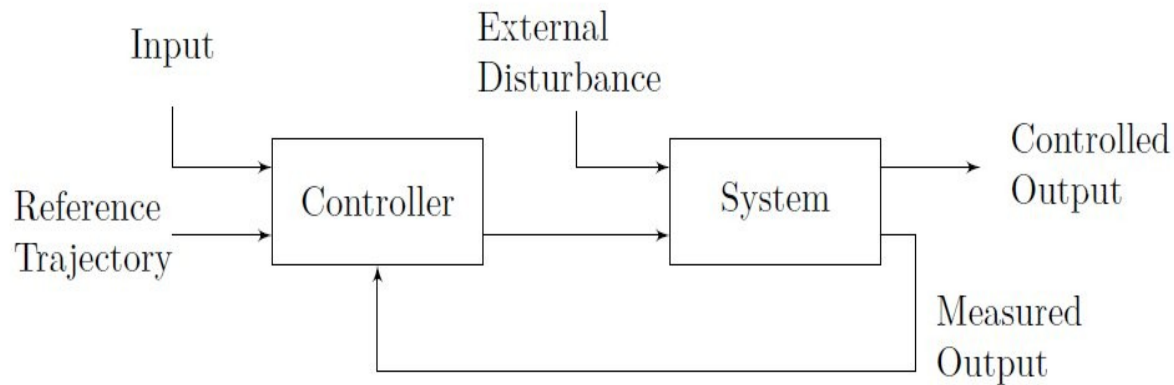 Input
External
Disturbance
Controlled
Output
Reference
Trajectory
Controller
System
Measured
Output